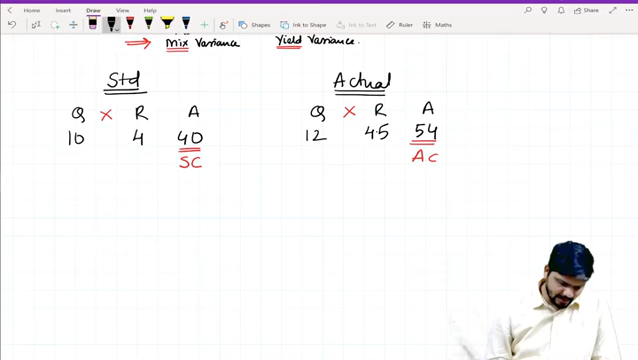 Home Insert Draw View Help
Shapes Ink to Shape Ink to Text Ruler Maths
Mix Variance Yield Variance.
Std Actual
Q × R A Q × R A
10 4 40 12 4.5 54
SC AC